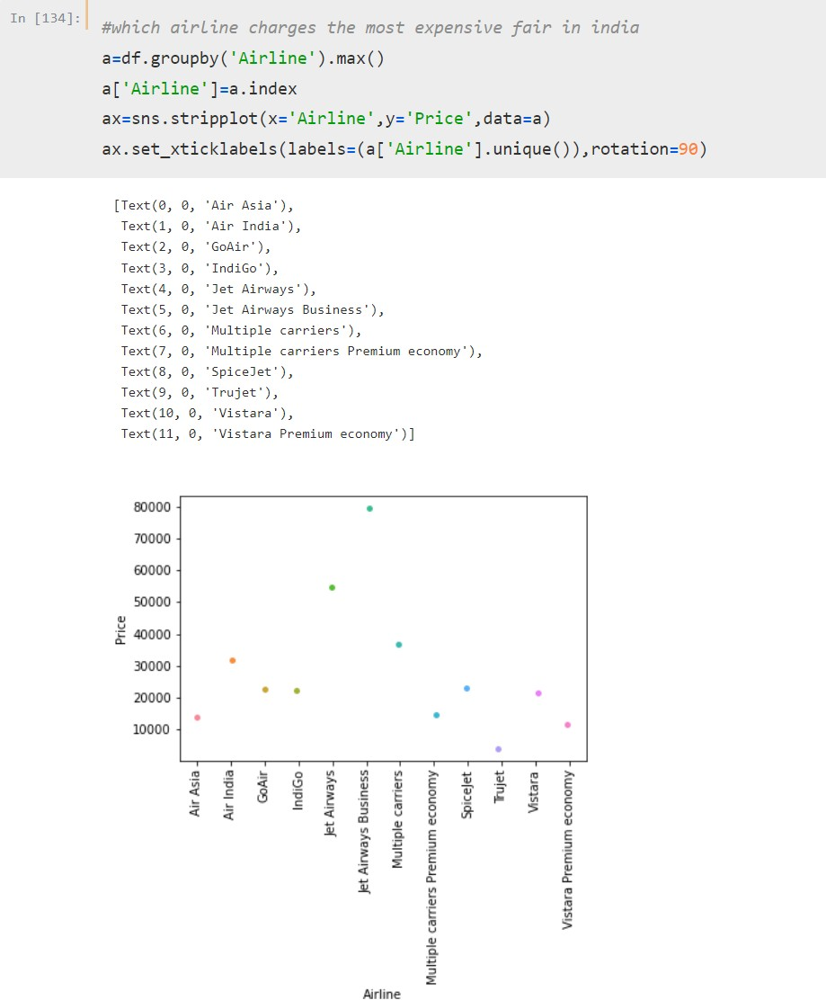 In [134]:
#which airline charges the most expensive fair in india
a=df.groupby('Airline').max()
a['Airline']=a.index
ax=sns.stripplot(x='Airline',y='Price',data=a)
ax.set_xticklabels(labels=(a['Airline'].unique()),rotation=90)
[Text(0, 0, 'Air Asia'),
Text(1, 0, 'Air India'),
Text(2, 0, 'GoAir'),
Text(3, 0, 'IndiGo'),
Text(4, 0, 'Jet Airways'),
Text(5, 0, 'Jet Airways Business'),
Text(6, 0, 'Multiple carriers'),
Text(7, 0, 'Multiple carriers Premium economy'),
Text(8, 0, 'SpiceJet'),
Text(9, 0, 'Trujet'),
Text(10, 0, 'Vistara'),
Text(11, 0, 'Vistara Premium economy')]
80000
70000
60000
50000
40000
30000
20000
10000
Price
Air Asia
Air India
GoAir
IndiGo
Jet Airways
Jet Airways Business
Multiple carriers
Multiple carriers Premium economy
SpiceJet
Trujet
Vistara
Vistara Premium economy
Airline